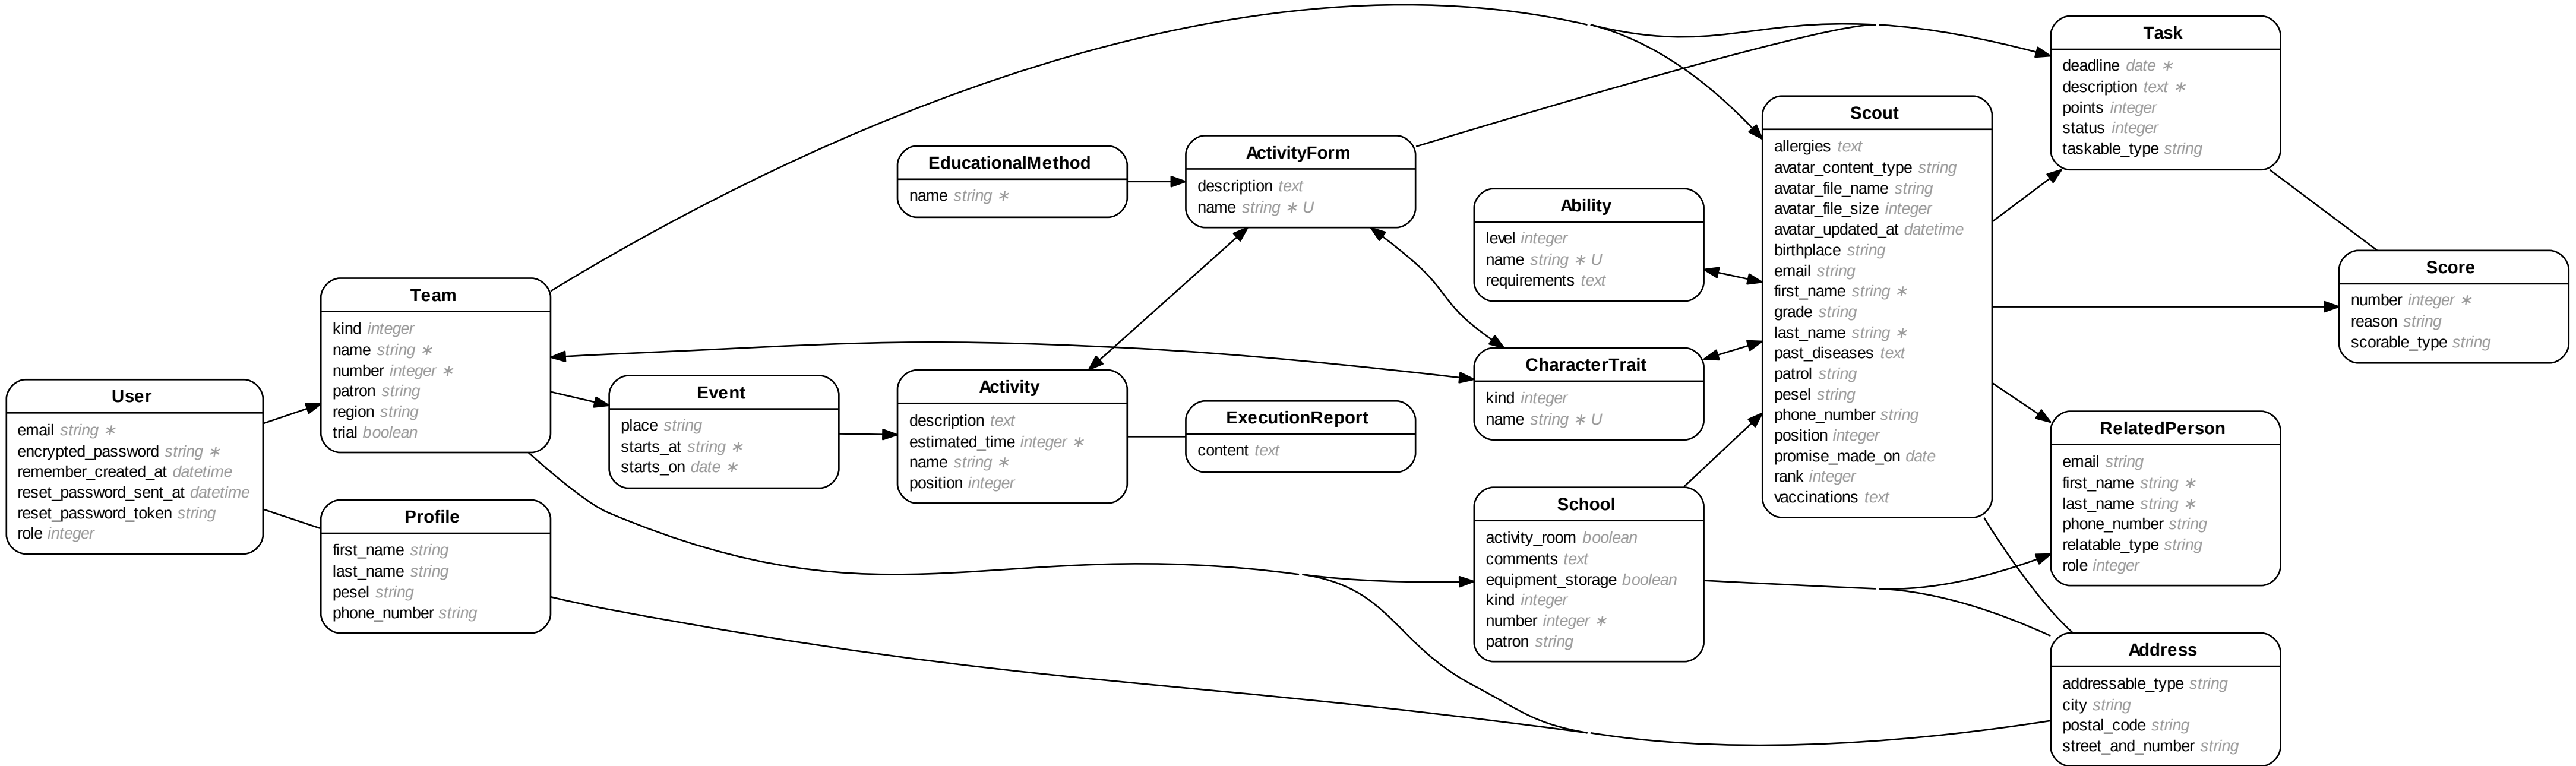 User
email string ∗
encrypted_password string ∗
remember_created_at datetime
reset_password_sent_at datetime
reset_password_token string
role integer
Team
kind integer
name string ∗
number integer ∗
patron string
region string
trial boolean
Profile
first_name string
last_name string
pesel string
phone_number string
Event
place string
starts_at string ∗
starts_on date ∗
EducationalMethod
name string ∗
Activity
description text
estimated_time integer ∗
name string ∗
position integer
ActivityForm
description text
name string ∗ U
ExecutionReport
content text
Ability
level integer
name string ∗ U
requirements text
CharacterTrait
kind integer
name string ∗ U
School
activity_room boolean
comments text
equipment_storage boolean
kind integer
number integer ∗
patron string
Scout
allergies text
avatar_content_type string
avatar_file_name string
avatar_file_size integer
avatar_updated_at datetime
birthplace string
email string
first_name string ∗
grade string
last_name string ∗
past_diseases text
patrol string
pesel string
phone_number string
position integer
promise_made_on date
rank integer
vaccinations text
Task
deadline date ∗
description text ∗
points integer
status integer
taskable_type string
RelatedPerson
email string
first_name string ∗
last_name string ∗
phone_number string
relatable_type string
role integer
Address
addressable_type string
city string
postal_code string
street_and_number string
Score
number integer ∗
reason string
scorable_type string